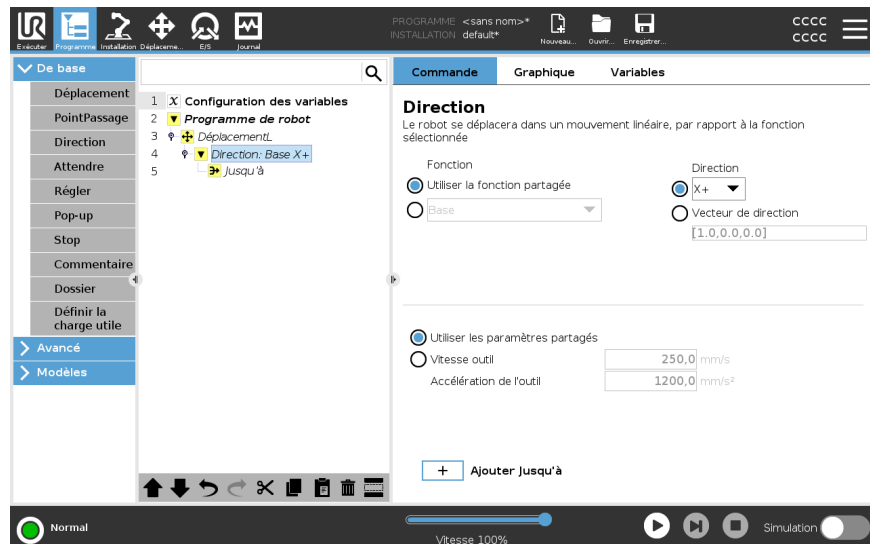 UR
PROGRAMME <sans nom>*
INSTALLATION default*
Exécuter
Programme
Installation
Déplaceme...
E/S
Journal
Nouveau...
Ouvrir...
Enregistrer...
CCCC
CCCC
De base
Déplacement
PointPassage
Direction
Attendre
Régler
Pop-up
Stop
Commentaire
Dossier
Définir la
charge utile
Avancé
Modèles
1 X Configuration des variables
2 Programme de robot
3 DéplacementL
4 Direction: Base X+
5 Jusqu'à
Commande Graphique Variables
Direction
Le robot se déplacera dans un mouvement linéaire, par rapport à la fonction
sélectionnée
Fonction
Utiliser la fonction partagée
Base
Direction
X+
Vecteur de direction
[1.0,0.0,0.0]
Utiliser les paramètres partagés
Vitesse outil 250,0 mm/s
Accélération de l'outil 1200,0 mm/s²
+ Ajouter Jusqu'à
Normal
Vitesse 100%
Simulation